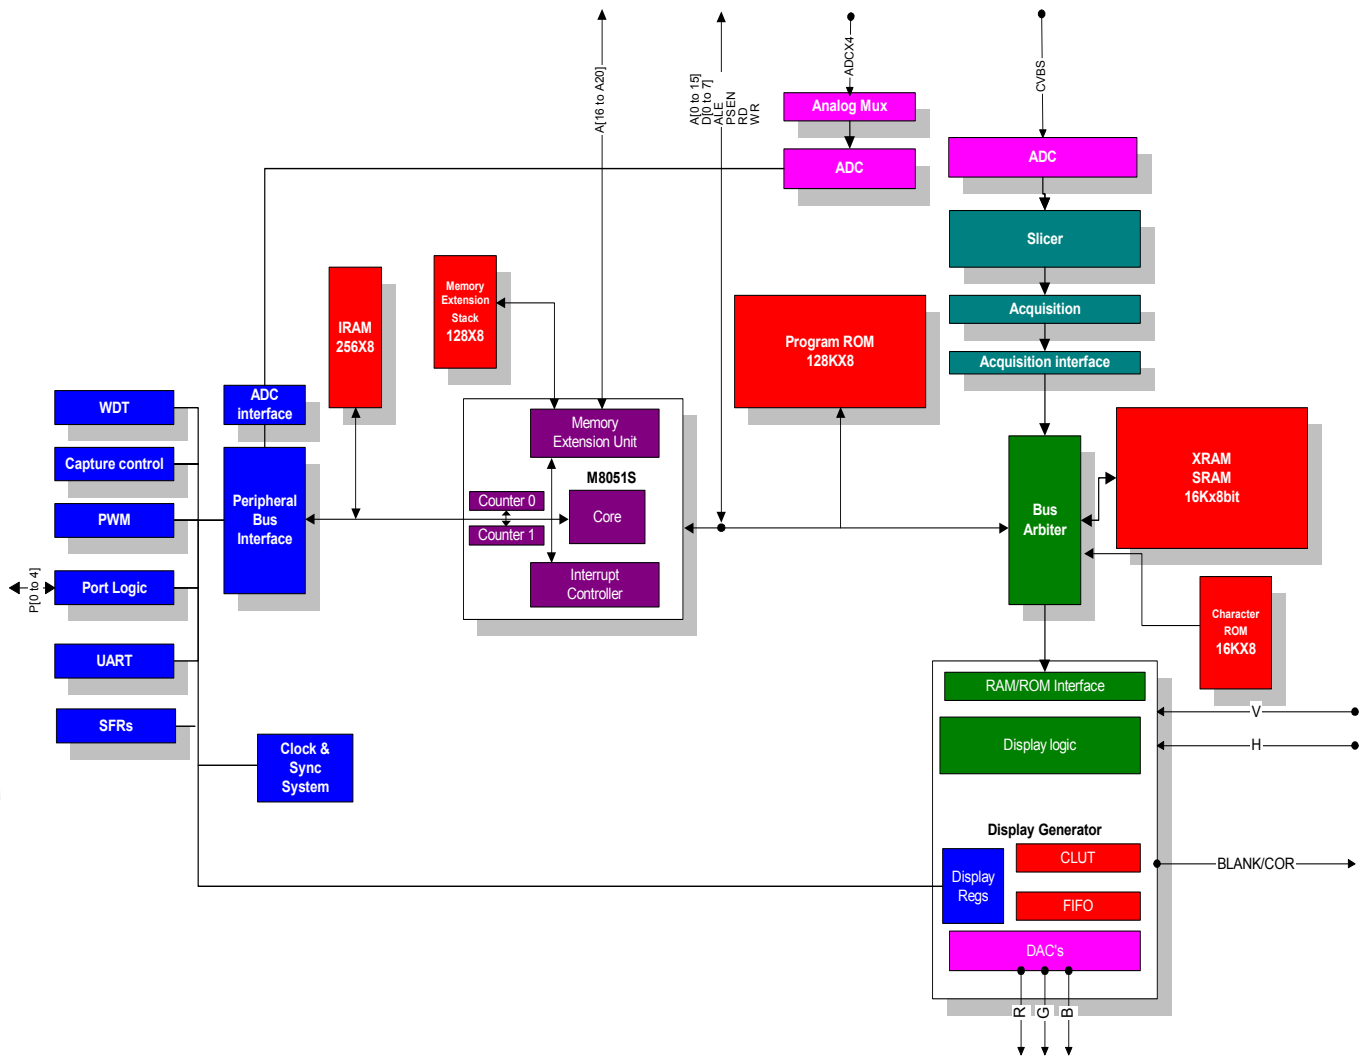 A[16 to A20]
A[0 to 15]
D[0 to 7]
ALE
PSEN
RD
WR
ADCX4
CVBS
Analog Mux
ADC
ADC
Slicer
Acquisition
Acquisition interface
IRAM
256X8
Memory
Extension
Stack
128X8
Program ROM
128KX8
WDT
ADC
interface
Capture control
PWM
Port Logic
P[0 to 4]
UART
SFRs
Peripheral
Bus
Interface
Clock &
Sync
System
Memory
Extension Unit
M8051S
Counter 0
Counter 1
Core
Interrupt
Controller
Bus
Arbiter
XRAM
SRAM
16Kx8bit
Character
ROM
16KX8
RAM/ROM Interface
Display logic
V
H
Display Generator
Display
Regs
CLUT
FIFO
BLANK/COR
DAC's
R
G
B